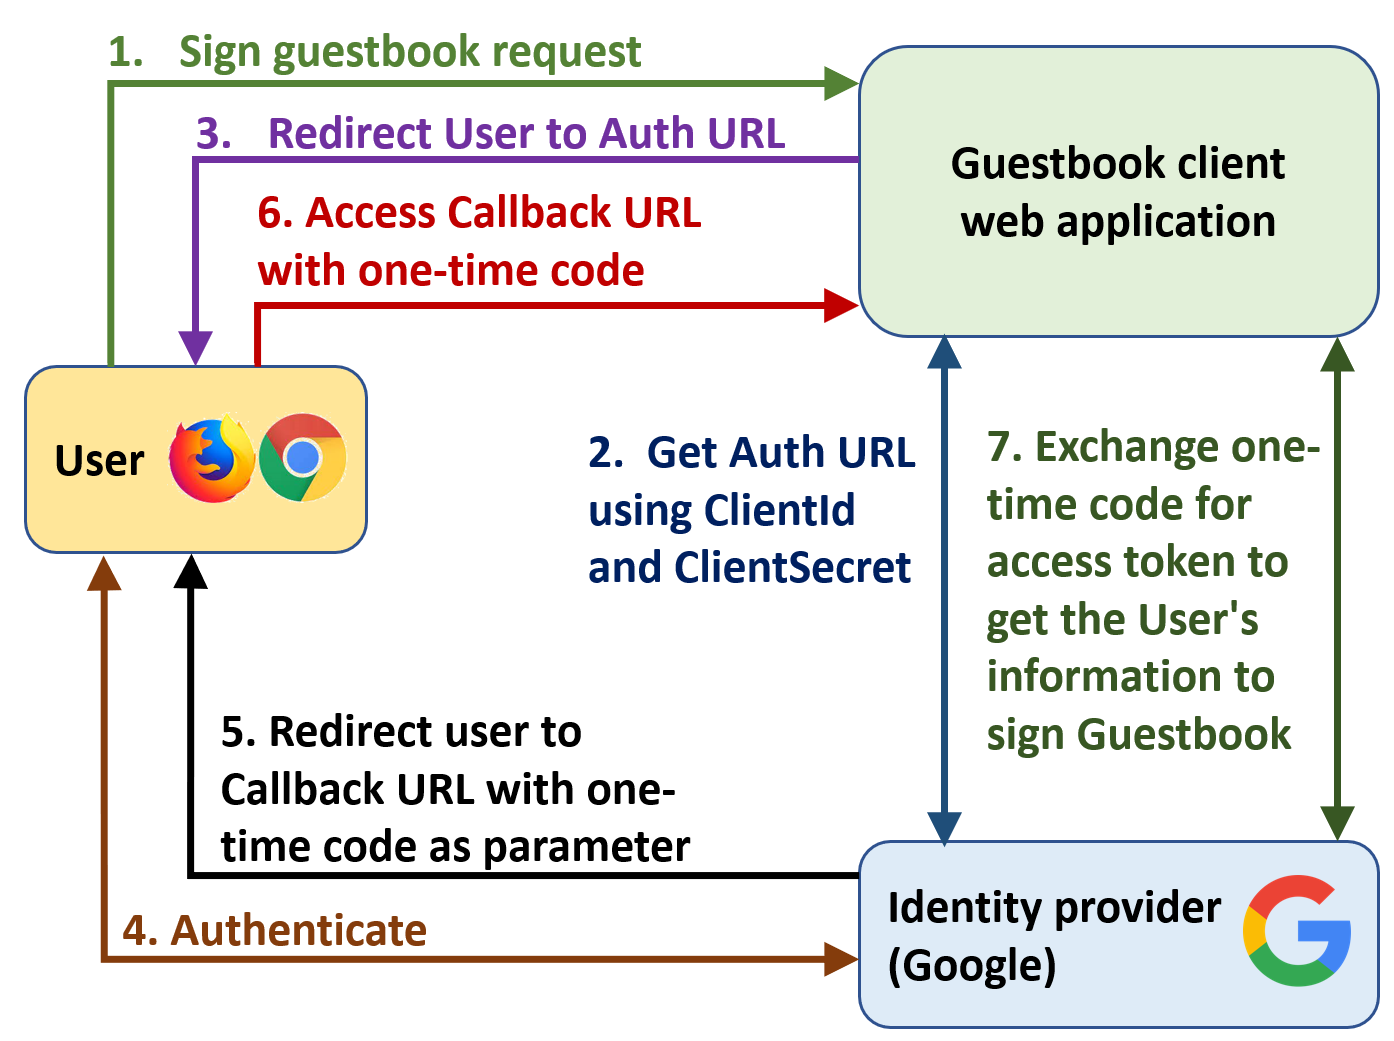 1. Sign guestbook request
3. Redirect User to Auth URL
6. Access Callback URL
with one-time code
Guestbook client
web application
User
2. Get Auth URL
using ClientId
and ClientSecret
7. Exchange one-
time code for
access token to
get the User's
information to
sign Guestbook
5. Redirect user to
Callback URL with one-
time code as parameter
4. Authenticate
Identity provider
(Google)